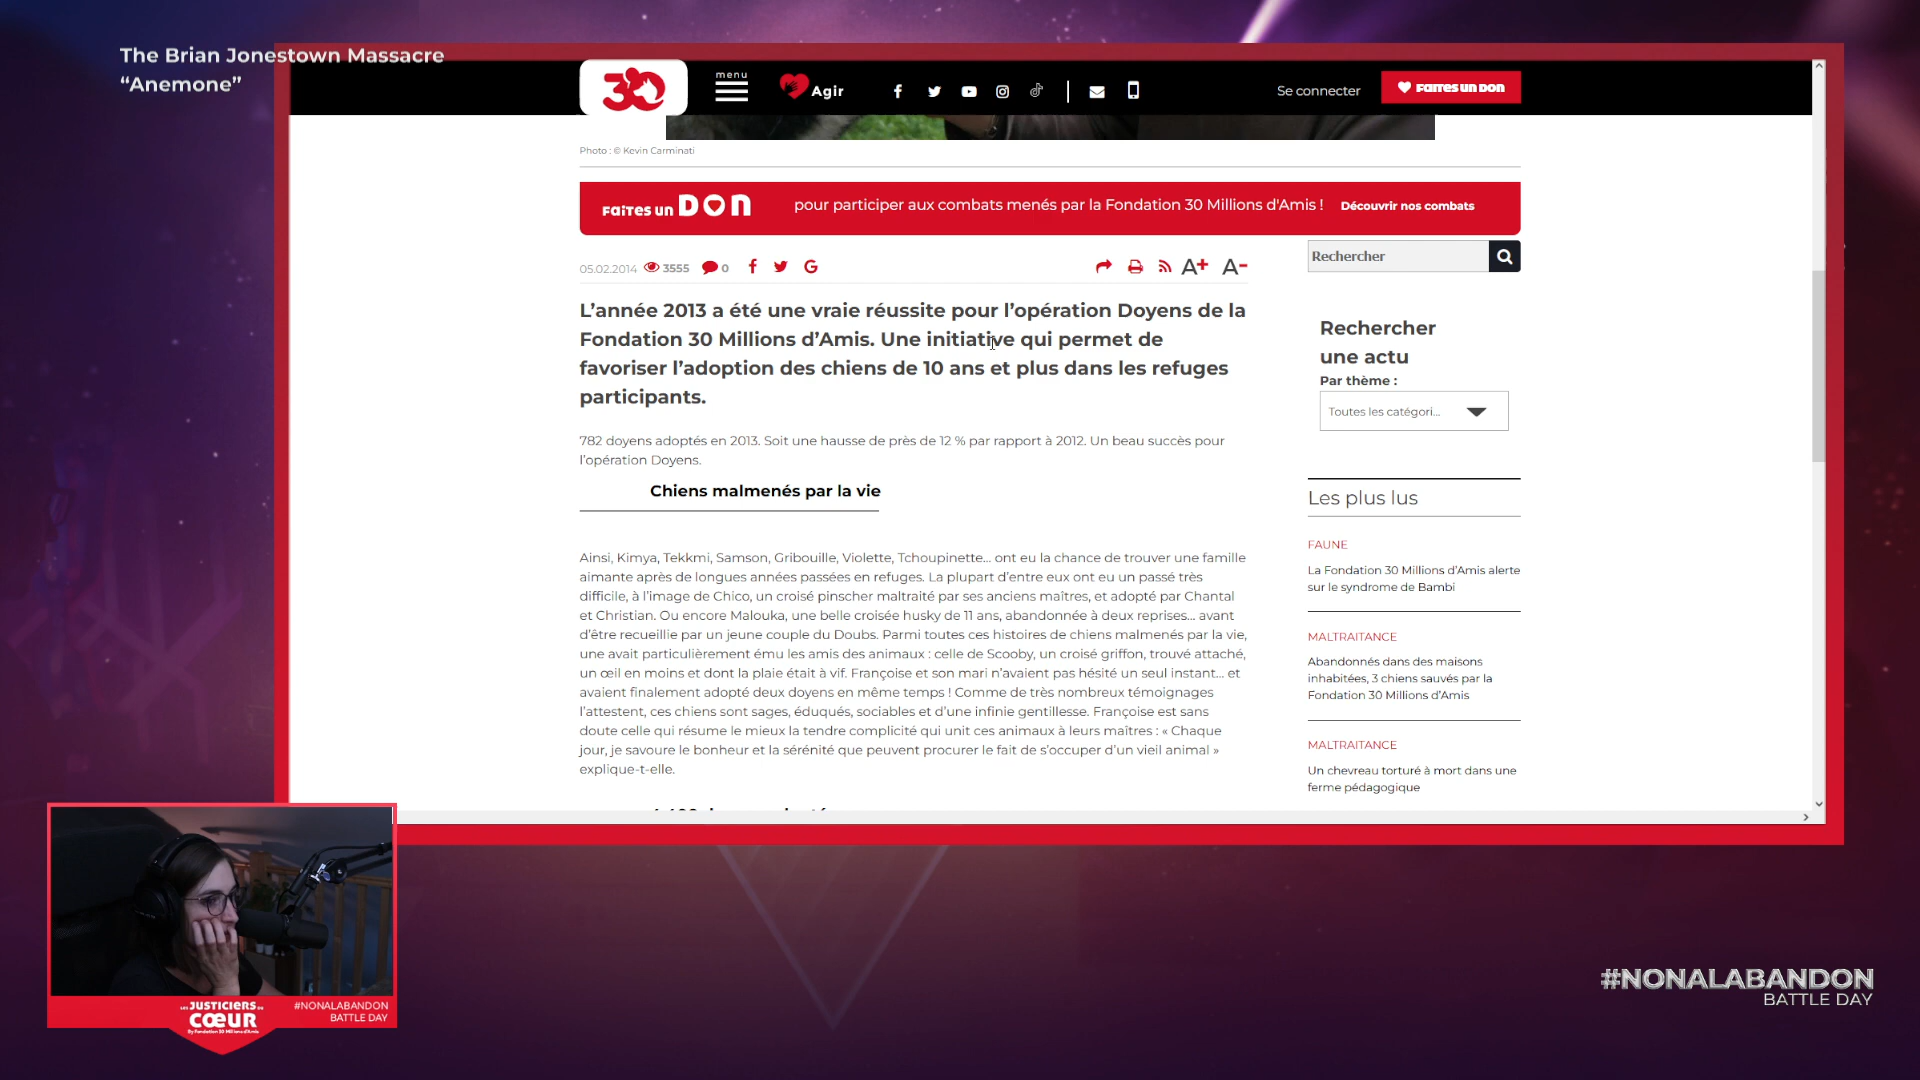 The Brian Jonestown Massacre
“Anemone”
30
menu
Agir
Se connecter
Faites un don
Photo : © Kevin Carminati
Faites un DON
pour participer aux combats menés par la Fondation 30 Millions d'Amis !
Découvrir nos combats
05.02.2014
3555
0
A+
A-
Rechercher
L’année 2013 a été une vraie réussite pour l’opération Doyens de la
Fondation 30 Millions d’Amis. Une initiative qui permet de
favoriser l’adoption des chiens de 10 ans et plus dans les refuges
participants.
782 doyens adoptés en 2013. Soit une hausse de près de 12 % par rapport à 2012. Un beau succès pour
l’opération Doyens.
Chiens malmenés par la vie
Ainsi, Kimya, Tekkmi, Samson, Gribouille, Violette, Tchoupinette… ont eu la chance de trouver une famille
aimante après de longues années passées en refuges. La plupart d’entre eux ont eu un passé très
difficile, à l’image de Chico, un croisé pinscher maltraité par ses anciens maîtres, et adopté par Chantal
et Christian. Ou encore Malouka, une belle croisée husky de 11 ans, abandonnée à deux reprises… avant
d’être recueillie par un jeune couple du Doubs. Parmi toutes ces histoires de chiens malmenés par la vie,
une avait particulièrement ému les amis des animaux : celle de Scooby, un croisé griffon, trouvé attaché,
un œil en moins et dont la plaie était à vif. Françoise et son mari n’avaient pas hésité un seul instant… et
avaient finalement adopté deux doyens en même temps ! Comme de très nombreux témoignages
l’attestent, ces chiens sont sages, éduqués, sociables et d’une infinie gentillesse. Françoise est sans
doute celle qui résume le mieux la tendre complicité qui unit ces animaux à leurs maîtres : « Chaque
jour, je savoure le bonheur et la sérénité que peuvent procurer le fait de s’occuper d’un vieil animal »
explique-t-elle.
Rechercher
une actu
Par thème :
Toutes les catégori...
Les plus lus
FAUNE
La Fondation 30 Millions d’Amis alerte
sur le syndrome de Bambi
MALTRAITANCE
Abandonnés dans des maisons
inhabitées, 3 chiens sauvés par la
Fondation 30 Millions d’Amis
MALTRAITANCE
Un chevreau torturé à mort dans une
ferme pédagogique
LES JUSTICIERS DU
CŒUR
By Fondation 30 Millions d'Amis
#NONALABANDON
BATTLE DAY
#NONALABANDON
BATTLE DAY